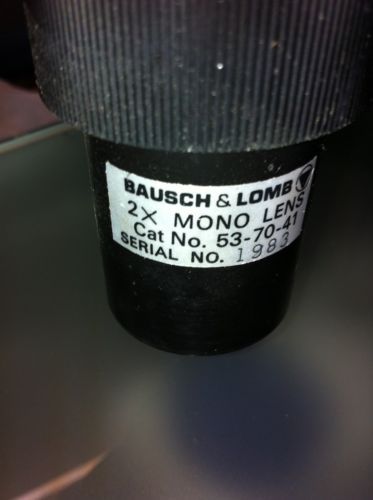 BAUSCH & LOMB
2X MONO LENS
Cat No. 53-70-41
SERIAL NO. 1983